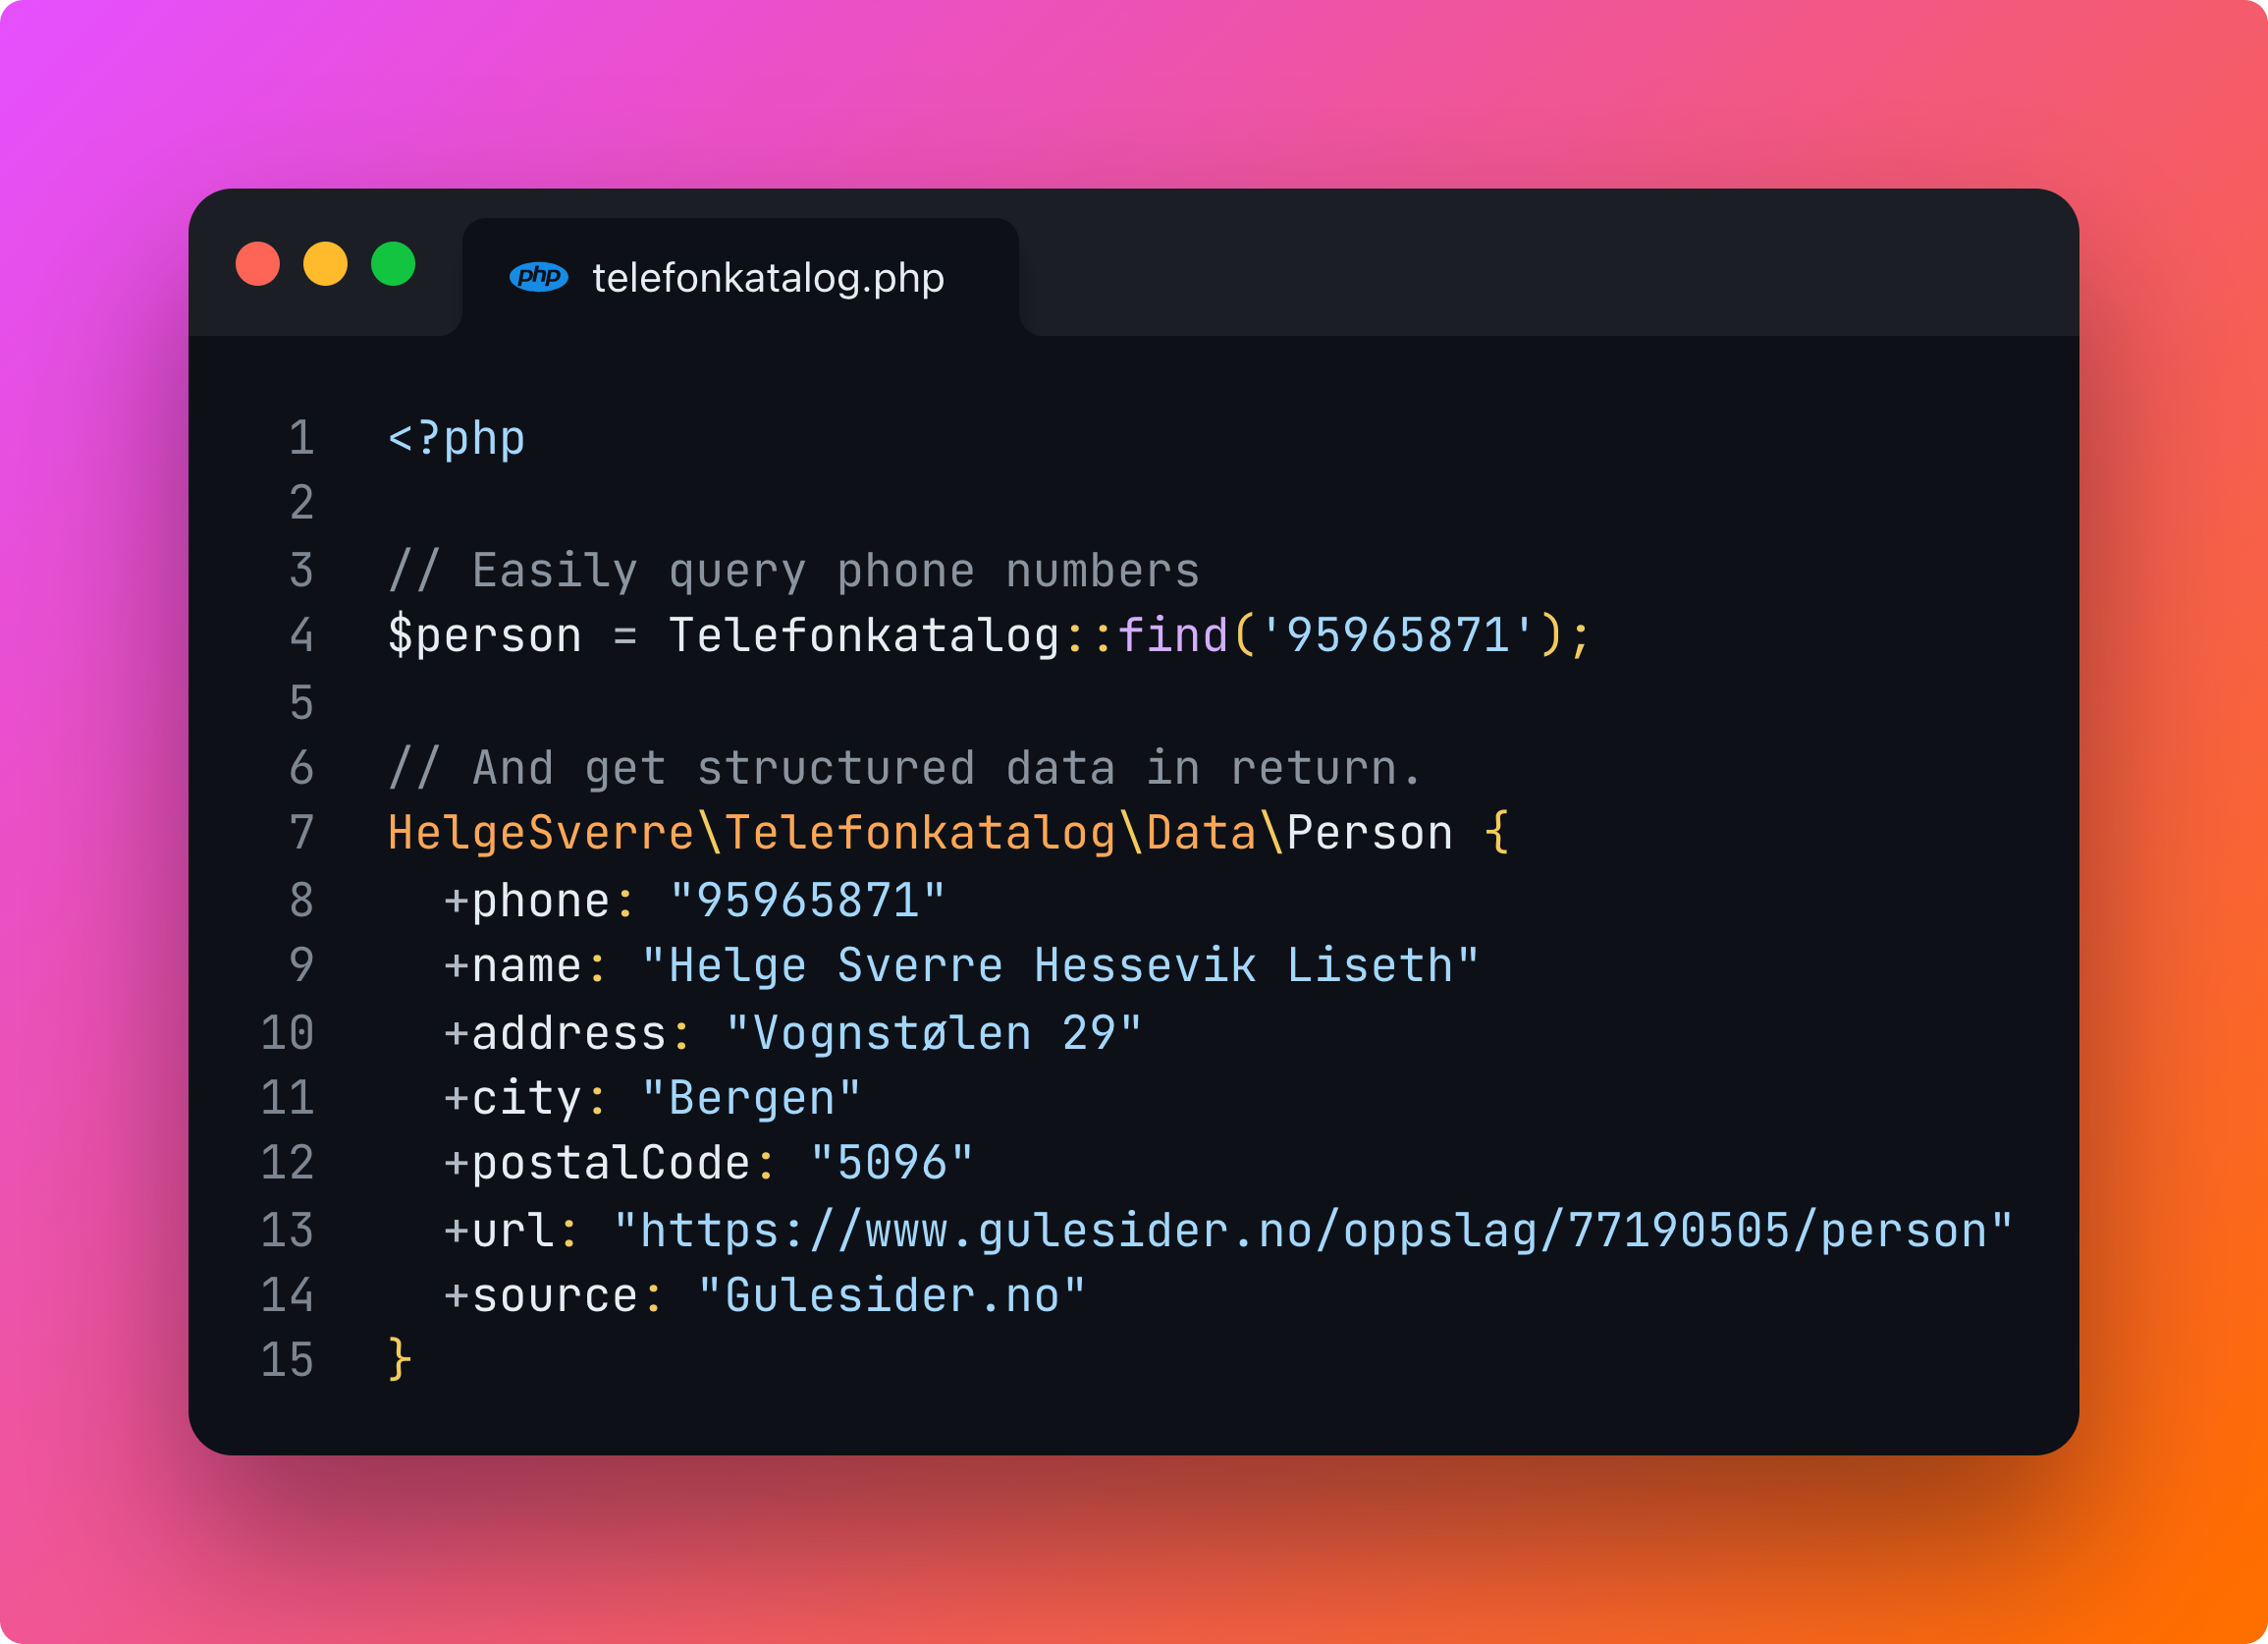 php telefonkatalog.php
1 <?php
2
3 // Easily query phone numbers
4 $person = Telefonkatalog::find('95965871');
5
6 // And get structured data in return.
7 HelgeSverre\Telefonkatalog\Data\Person {
8   +phone: "95965871"
9   +name: "Helge Sverre Hessevik Liseth"
10   +address: "Vognstølen 29"
11   +city: "Bergen"
12   +postalCode: "5096"
13   +url: "https://www.gulesider.no/oppslag/77190505/person"
14   +source: "Gulesider.no"
15 }